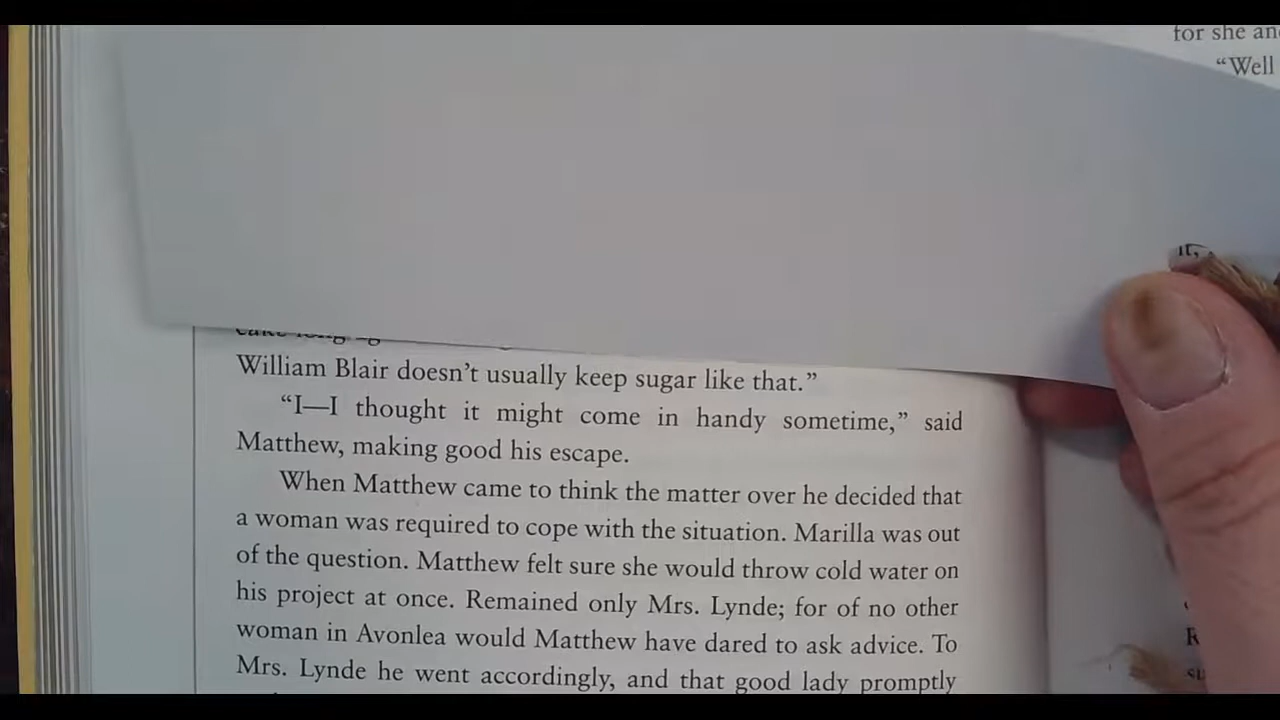 for she an
“Well
it,
William Blair doesn’t usually keep sugar like that.”
“I—I thought it might come in handy sometime,” said
Matthew, making good his escape.
When Matthew came to think the matter over he decided that
a woman was required to cope with the situation. Marilla was out
of the question. Matthew felt sure she would throw cold water on
his project at once. Remained only Mrs. Lynde; for of no other
woman in Avonlea would Matthew have dared to ask advice. To
Mrs. Lynde he went accordingly, and that good lady promptly